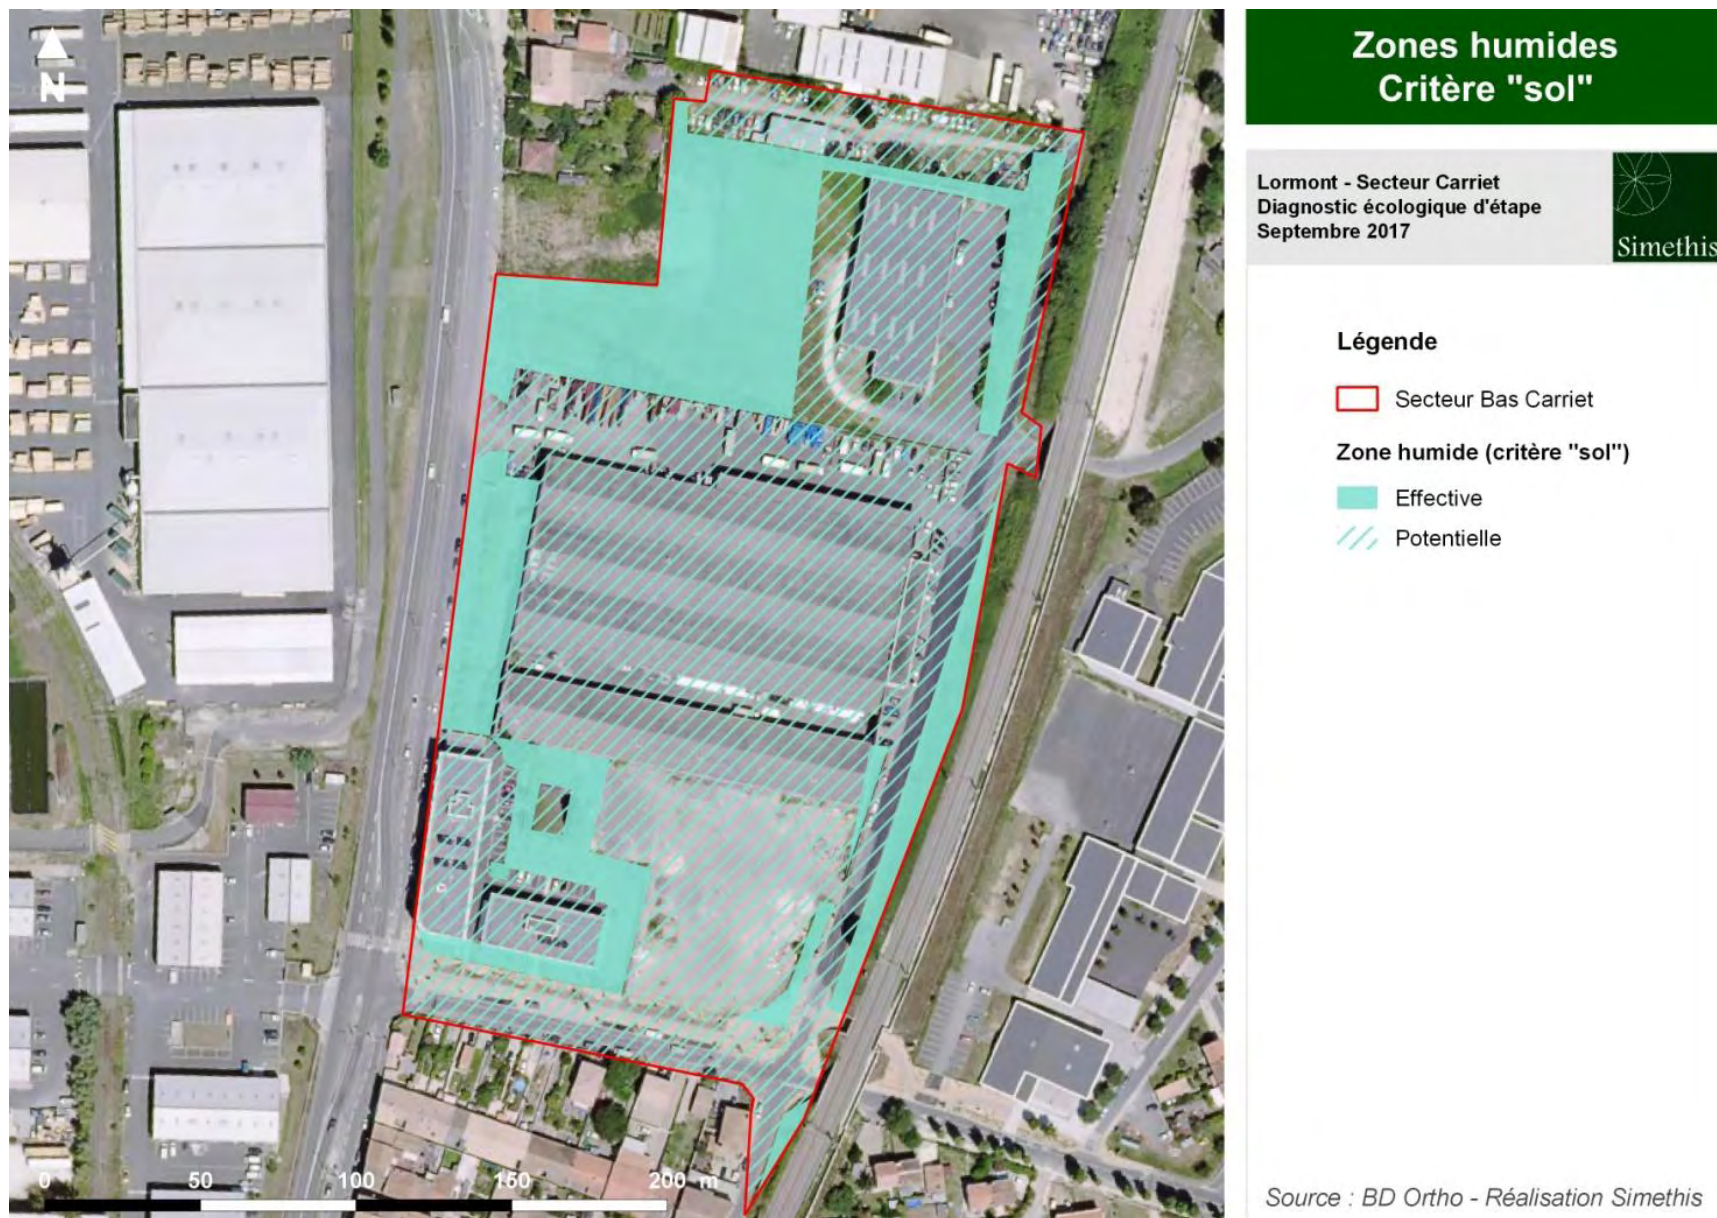 Zones humides
Critère "sol"
Lormont - Secteur Carriet
Diagnostic écologique d'étape
Septembre 2017
Simethis
Légende
Secteur Bas Carriet
Zone humide (critère "sol")
Effective
Potentielle
N
0 50 100 150 200 m
Source : BD Ortho - Réalisation Simethis